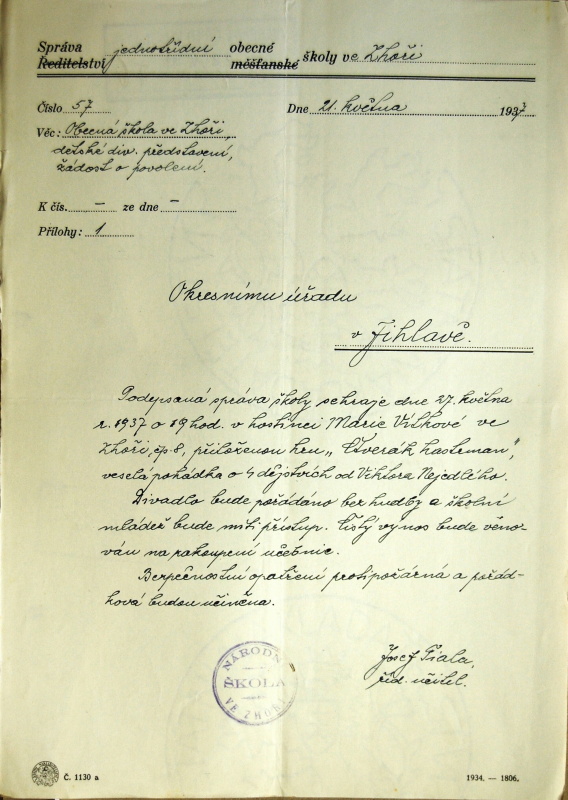 Správa jednotřídní obecné
Ředitelství měšťanské školy ve Zhoři
Číslo 57 Dne 21. května 1937
Věc: Obecná škola ve Zhoři,
dětské div. představení,
žádost o povolení.
K čís. – ze dne –
Přílohy: 1
Okresnímu úřadu
v Jihlavě.
Podepsaná správa školy sehraje dne 27. května
r. 1937 o 19 hod. v hostinci Marie Vítkové ve
Zhoři, čp. 8, přiloženou hru „Čtverák hastrman",
veselá pohádka o 4 dějstvích od Viktora Nejedlého.
Divadlo bude pořádáno bez hudby a školní
mládež bude míti přístup. Čistý výnos bude věno-
ván na zakoupení učebnic.
Bezpečnostní opatření protipožárná a pořád-
ková budou učiněna.
Josef Fiala,
říd. učitel.
NÁRODNÍ
ŠKOLA
VE ZHOŘI
Č. 1130 a 1934. — 1806.